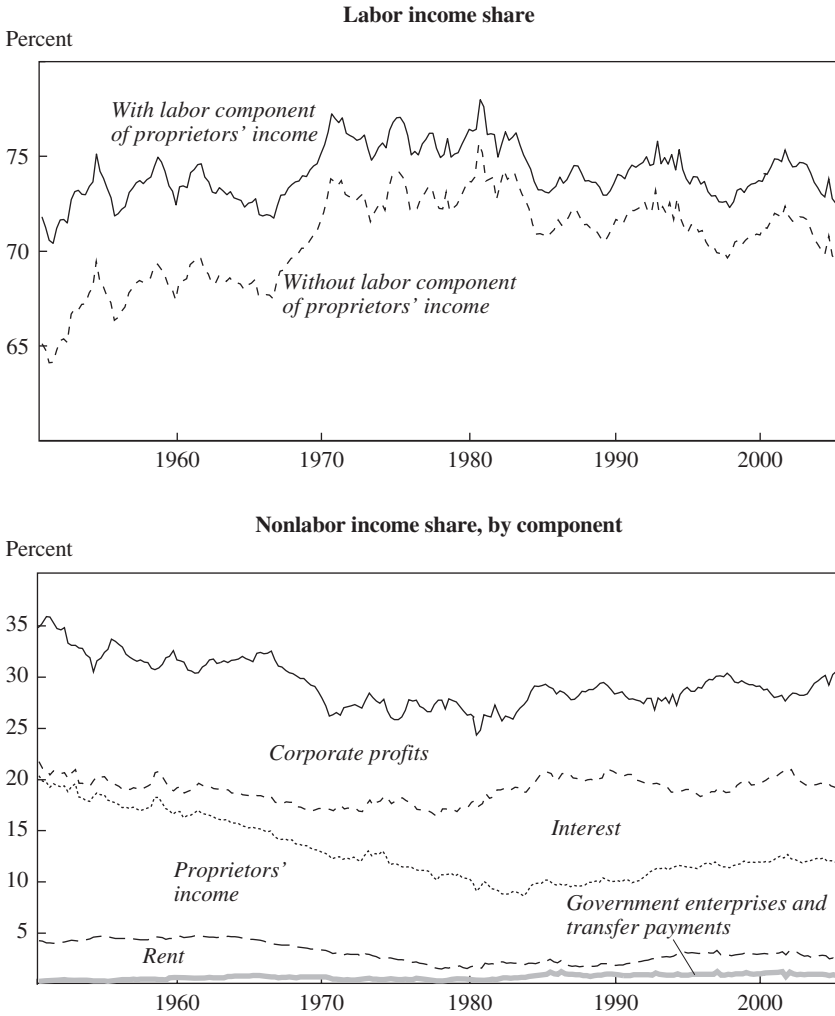 Labor income share
Percent
With labor component
of proprietors' income
75
70
Without labor component
of proprietors' income
65
1960 1970 1980 1990 2000
Nonlabor income share, by component
Percent
35
30
25
Corporate profits
20
Interest
15
Proprietors'
income
10
Government enterprises and
transfer payments
5
Rent
1960 1970 1980 1990 2000